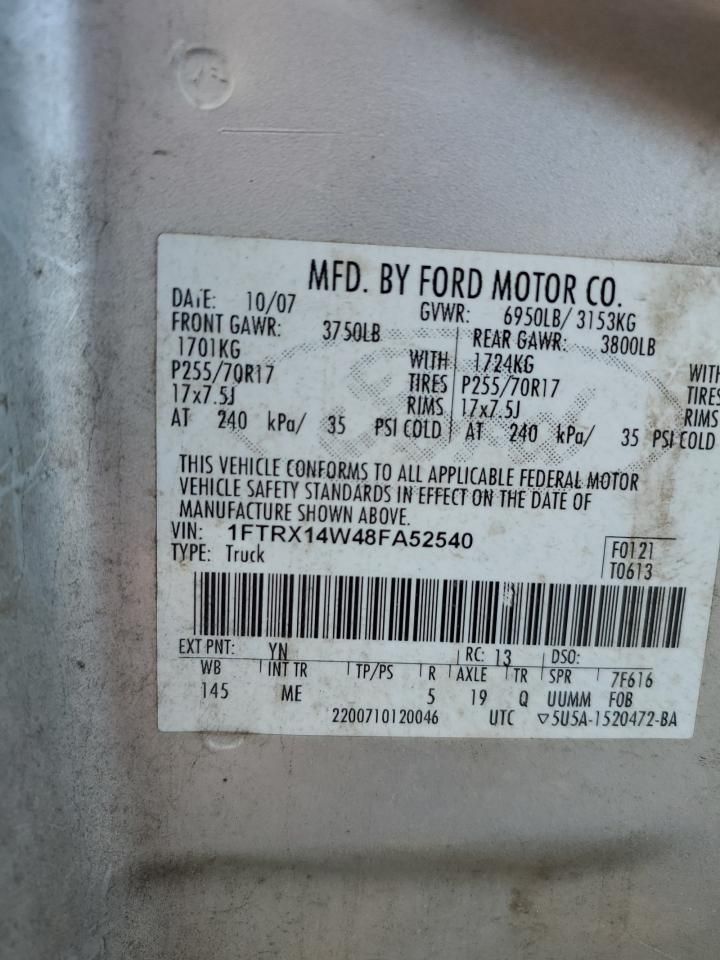 MFD. BY FORD MOTOR CO.
DATE: 10/07 GVWR: 6950LB/ 3153KG
FRONT GAWR: 3750LB REAR GAWR: 3800LB
1701KG WITH 1724KG WITH
P255/70R17 TIRES P255/70R17 TIRES
17x7.5J RIMS 17x7.5J RIMS
AT 240 kPa/ 35 PSI COLD AT 240 kPa/ 35 PSI COLD
THIS VEHICLE CONFORMS TO ALL APPLICABLE FEDERAL MOTOR
VEHICLE SAFETY STANDARDS IN EFFECT ON THE DATE OF
MANUFACTURE SHOWN ABOVE.
VIN: 1FTRX14W48FA52540
TYPE: Truck
F0121
T0613
EXT PNT: YN RC: 13 DSO:
WB INT TR TP/PS R AXLE TR SPR 7F616
145 ME 5 19 Q UUMM FOB
2200710120046 UTC ▽5U5A-1520472-BA